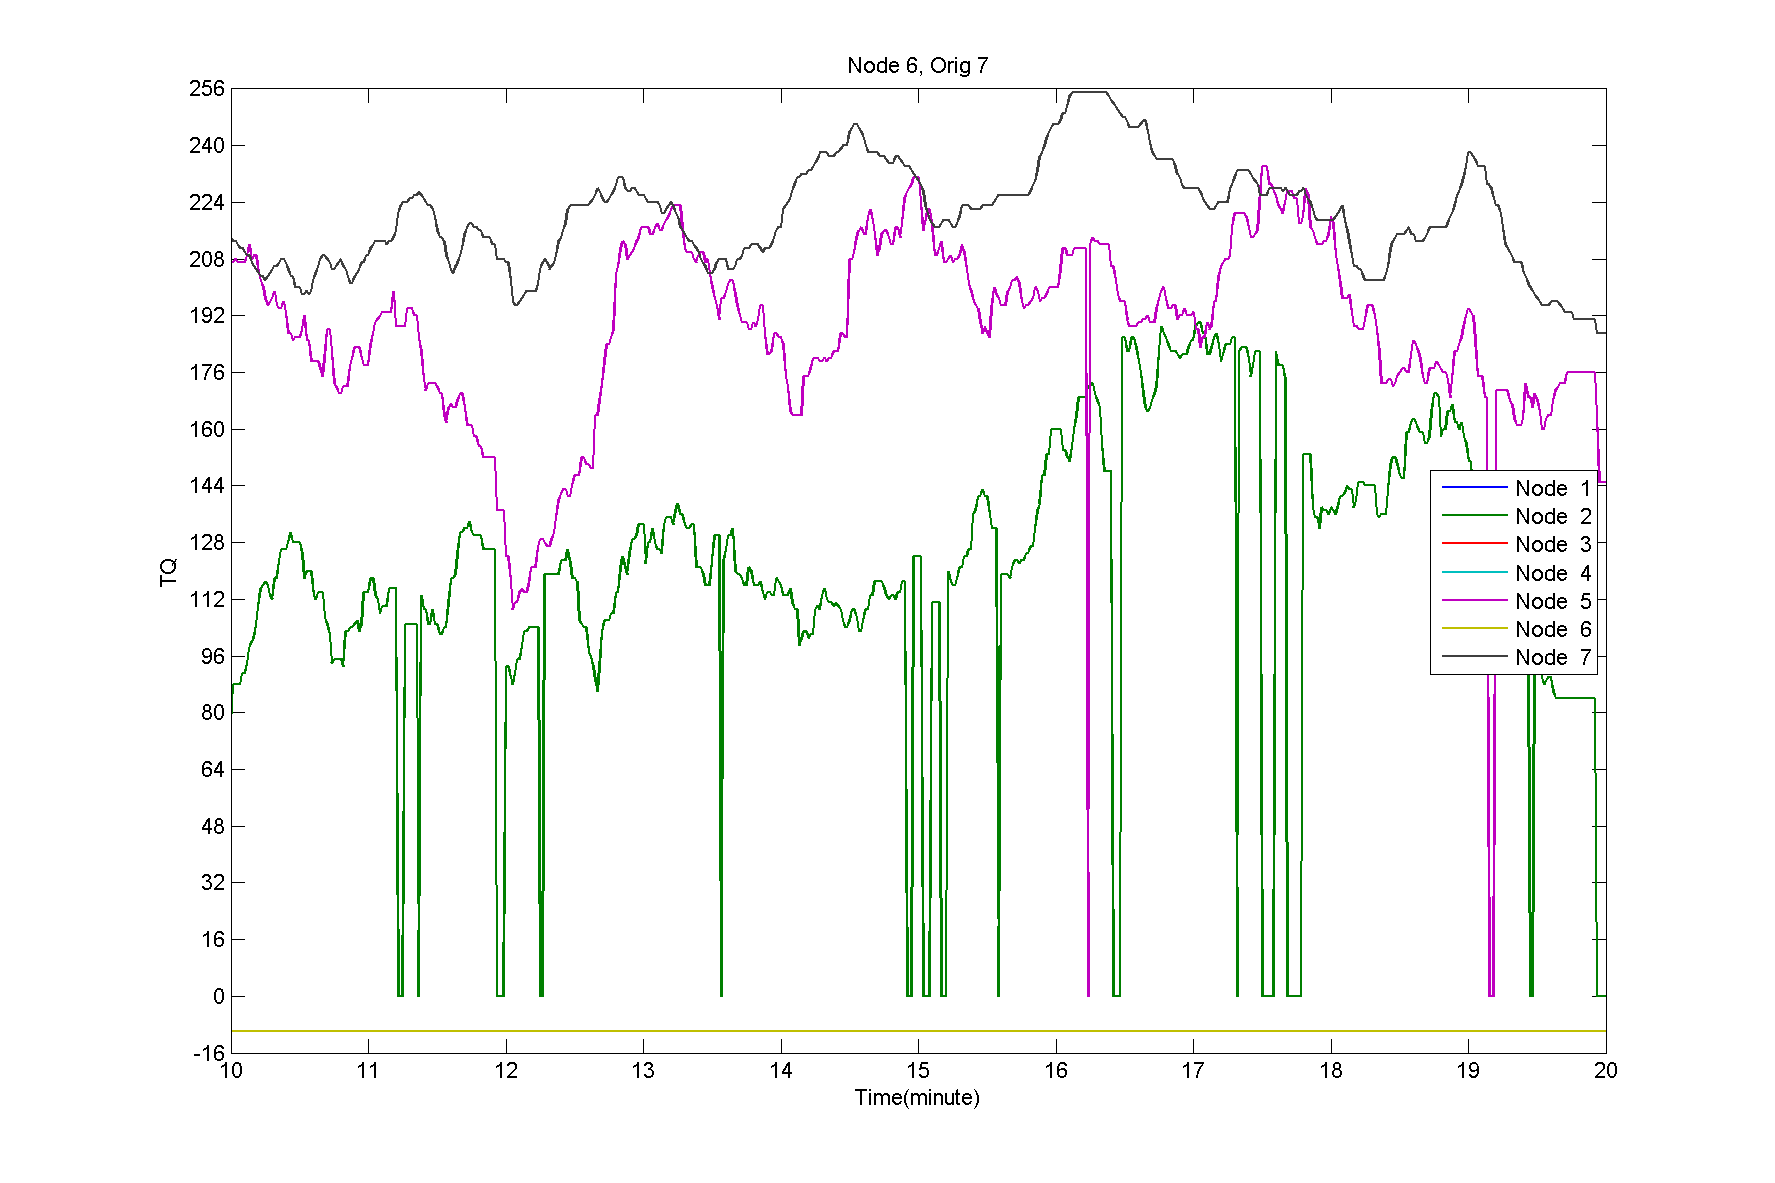 Node 6, Orig 7
256
240
224
208
192
176
160
144
128
112
96
80
64
48
32
16
0
-16
TQ
10 11 12 13 14 15 16 17 18 19 20
Time(minute)
Node 1
Node 2
Node 3
Node 4
Node 5
Node 6
Node 7